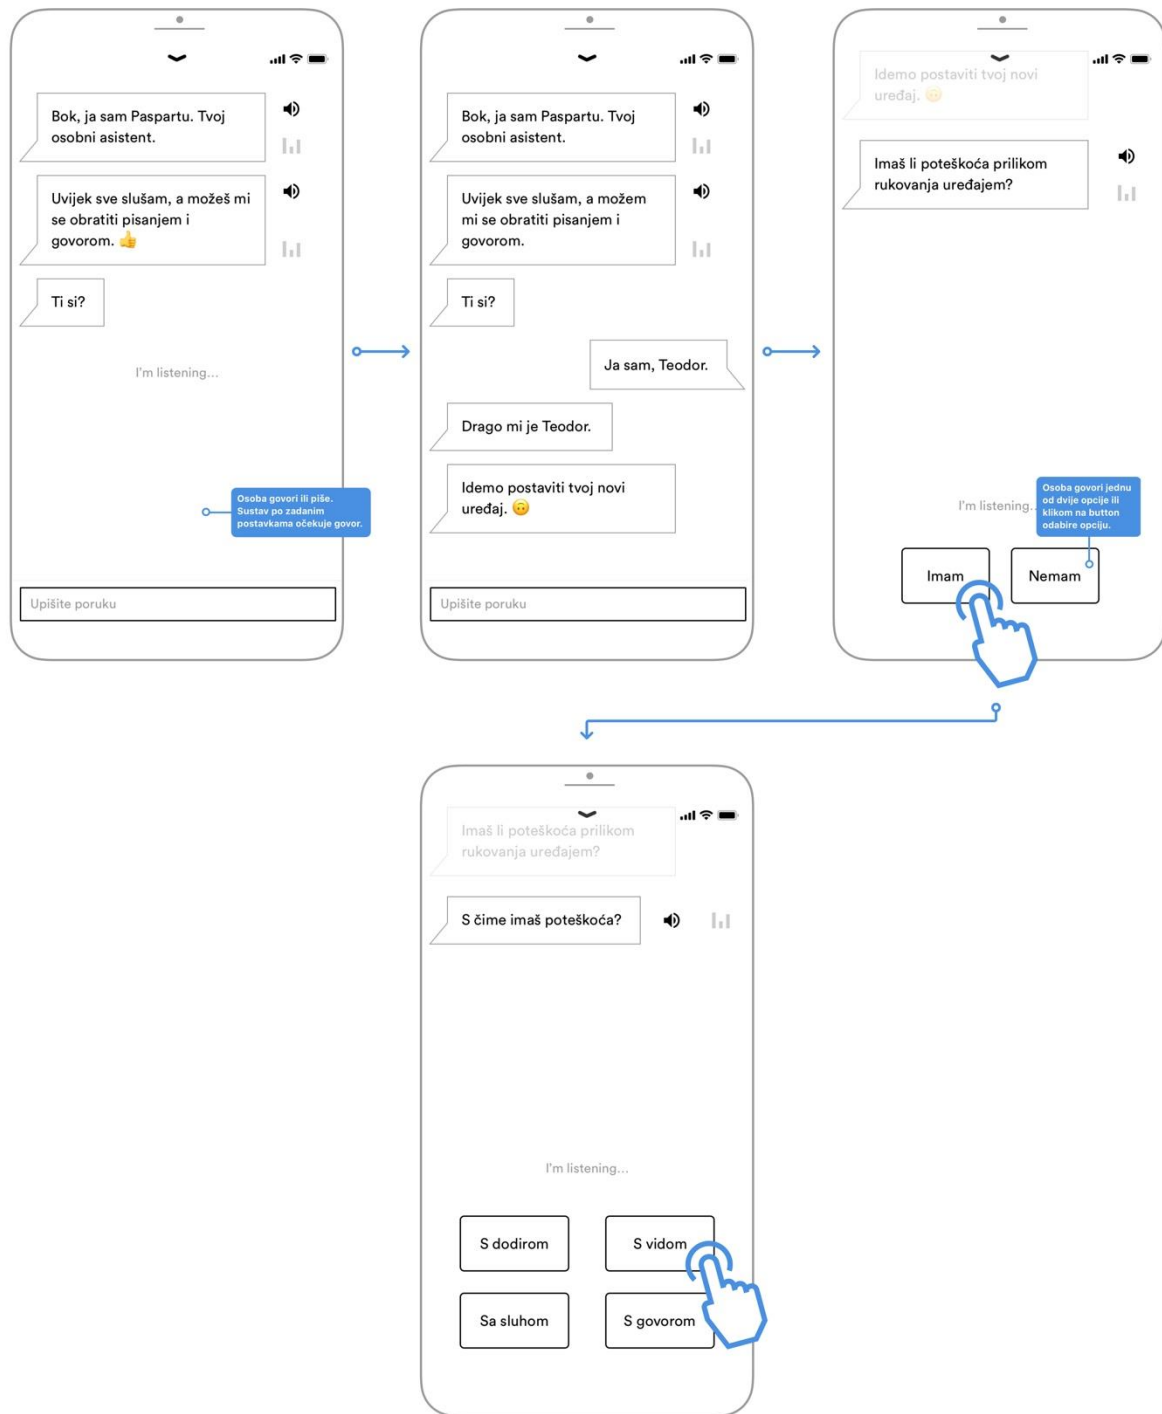 Bok, ja sam Paspartu. Tvoj
osobni asistent.
Uvijek sve slušam, a možeš mi
se obratiti pisanjem i
govorom. 👍
Ti si?
I'm listening...
Osoba govori ili piše.
Sustav po zadanim
postavkama očekuje govor.
Upišite poruku
Bok, ja sam Paspartu. Tvoj
osobni asistent.
Uvijek sve slušam, a možem
mi se obratiti pisanjem i
govorom.
Ti si?
Ja sam, Teodor.
Drago mi je Teodor.
Idemo postaviti tvoj novi
uređaj. 🙃
Upišite poruku
Idemo postaviti tvoj novi
uređaj. 🙃
Imaš li poteškoća prilikom
rukovanja uređajem?
I'm listening..
Osoba govori jednu
od dvije opcije ili
klikom na button
odabire opciju.
Imam
Nemam
Imaš li poteškoća prilikom
rukovanja uređajem?
S čime imaš poteškoća?
I'm listening...
S dodirom
S vidom
Sa sluhom
S govorom